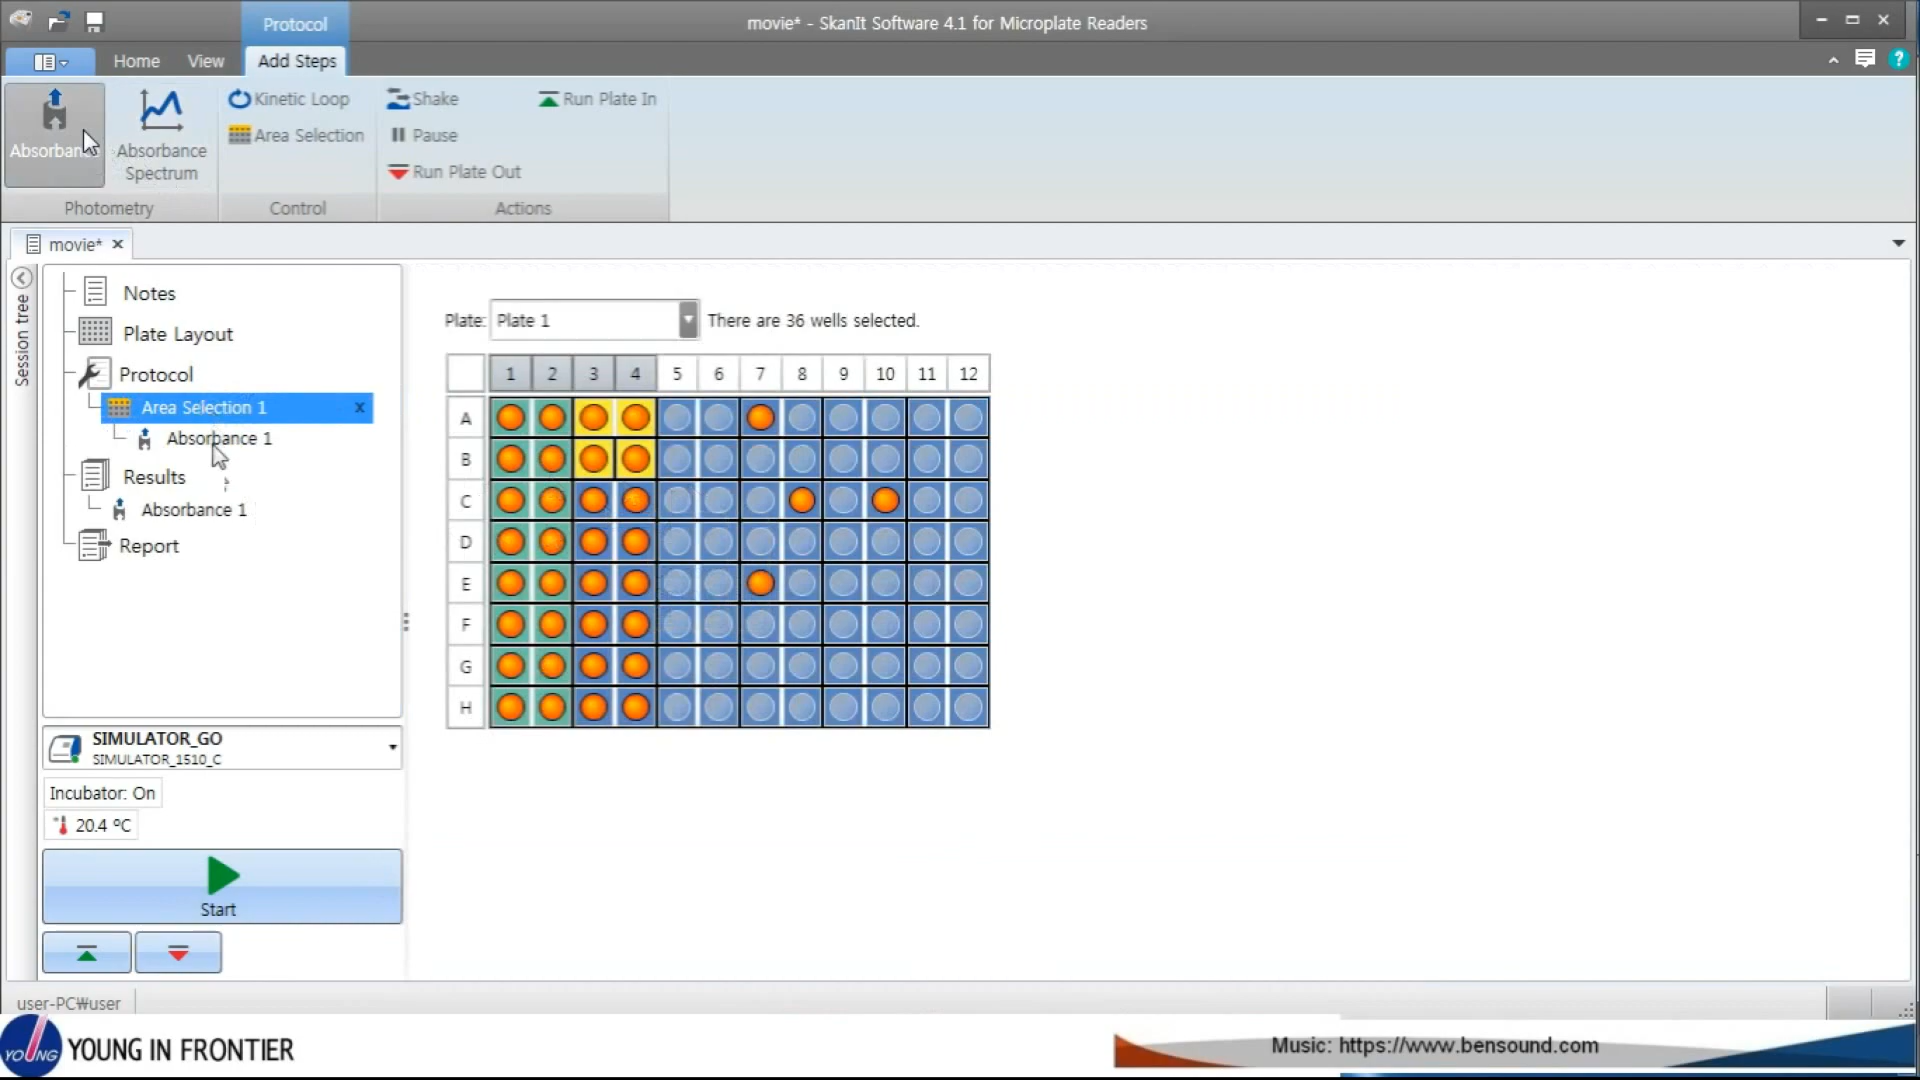 Protocol
movie* - SkanIt Software 4.1 for Microplate Readers
Home View Add Steps
?
Absorbance
Absorbance
Spectrum
Photometry
Kinetic Loop
Area Selection
Control
Shake
Pause
Run Plate Out
Run Plate In
Actions
movie*
Session tree
Notes
Plate Layout
Protocol
Area Selection 1 x
Absorbance 1
Results
Absorbance 1
Report
Plate: Plate 1 There are 36 wells selected.
1 2 3 4 5 6 7 8 9 10 11 12
A
B
C
D
E
F
G
H
SIMULATOR_GO
SIMULATOR_1510_C
Incubator: On
20.4 ºC
Start
user-PC₩user
YOUNG
YOUNG IN FRONTIER
Music: https://www.bensound.com